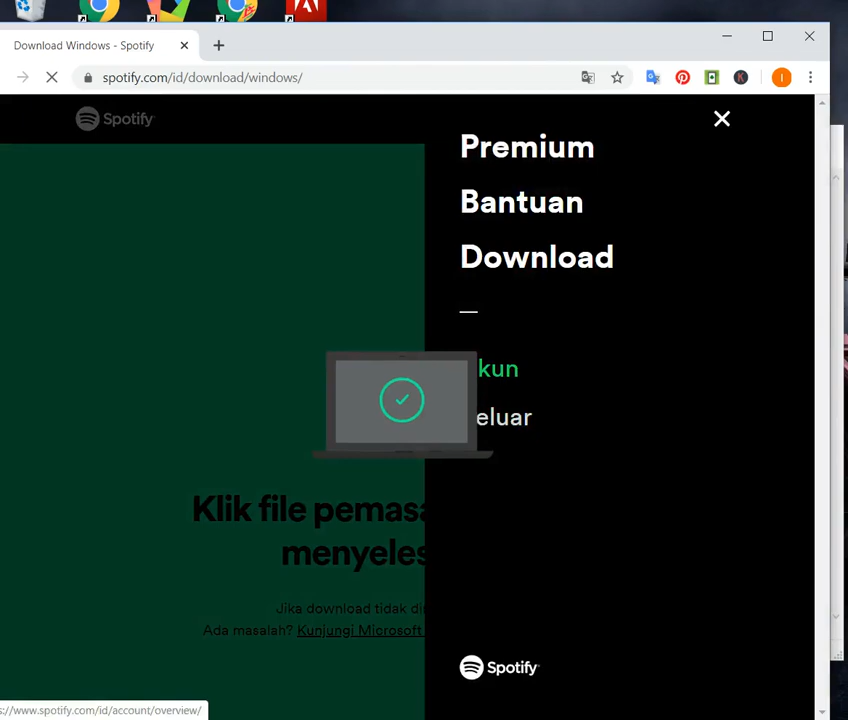 Download Windows - Spotify
spotify.com/id/download/windows/
Spotify
Premium
Bantuan
Download
kun
eluar
Klik file pemasa
menyeles
Jika download tidak di
Ada masalah? Kunjungi Microsoft
Spotify
s://www.spotify.com/id/account/overview/